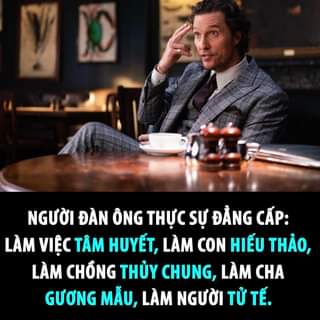 NGƯỜI ĐÀN ÔNG THỰC SỰ ĐẲNG CẤP:
LÀM VIỆC TÂM HUYẾT, LÀM CON HIẾU THẢO,
LÀM CHỒNG THỦY CHUNG, LÀM CHA
GƯƠNG MẪU, LÀM NGƯỜI TỬ TẾ.